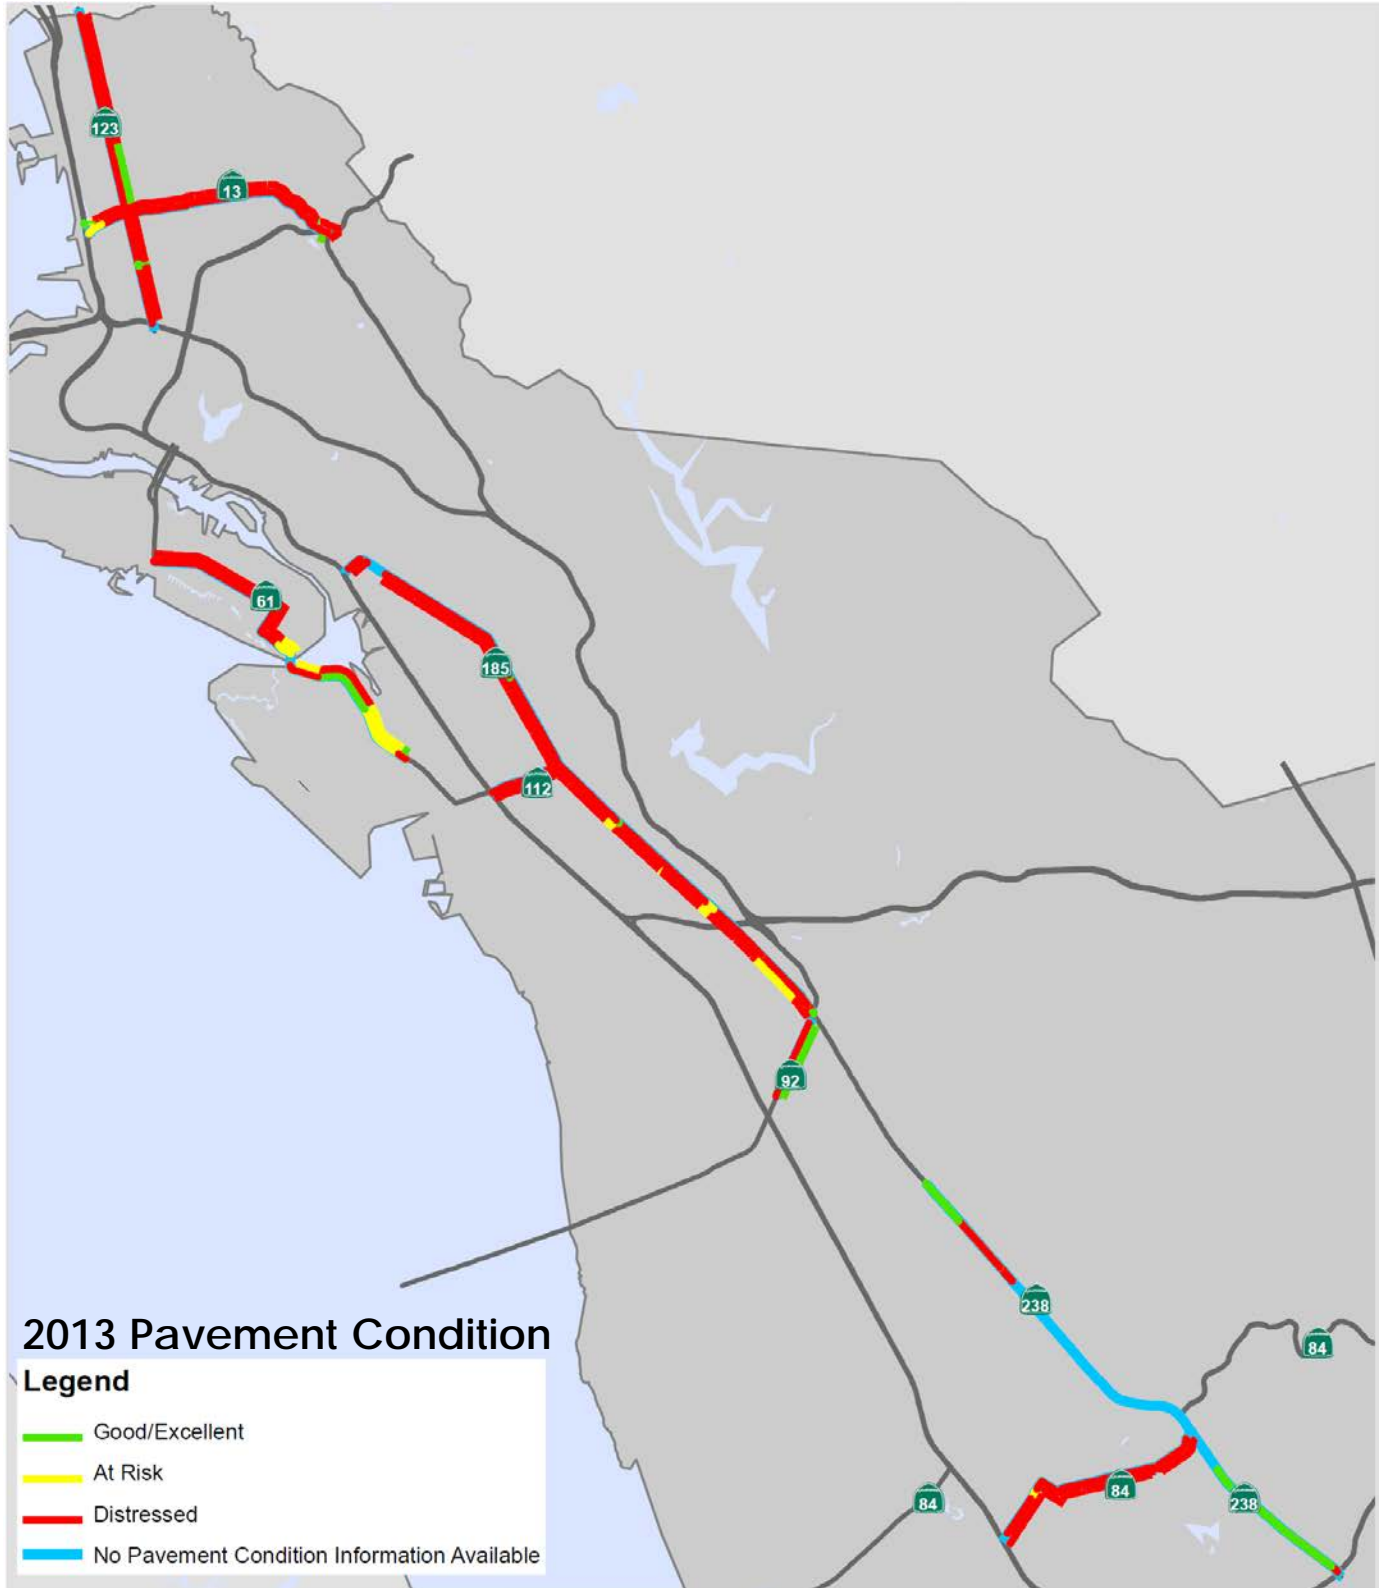 123
13
61
185
112
92
238
84
84
84
238
2013 Pavement Condition
Legend
Good/Excellent
At Risk
Distressed
No Pavement Condition Information Available